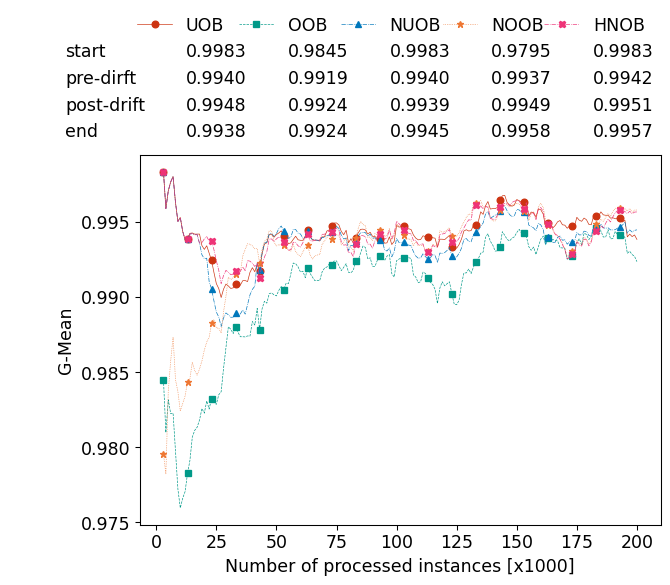 UOB OOB NUOB NOOB HNOB
start 0.9983 0.9845 0.9983 0.9795 0.9983
pre-dirft 0.9940 0.9919 0.9940 0.9937 0.9942
post-drift 0.9948 0.9924 0.9939 0.9949 0.9951
end 0.9938 0.9924 0.9945 0.9958 0.9957
0.995
0.990
0.985
0.980
0.975
G-Mean
0 25 50 75 100 125 150 175 200
Number of processed instances [x1000]